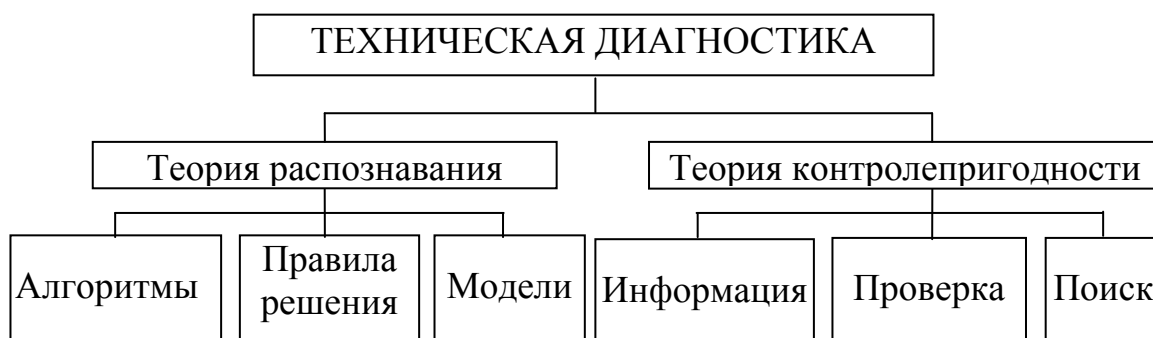 ТЕХНИЧЕСКАЯ ДИАГНОСТИКА
Теория распознавания
Теория контролепригодности
Алгоритмы
Правила
решения
Модели
Информация
Проверка
Поиск